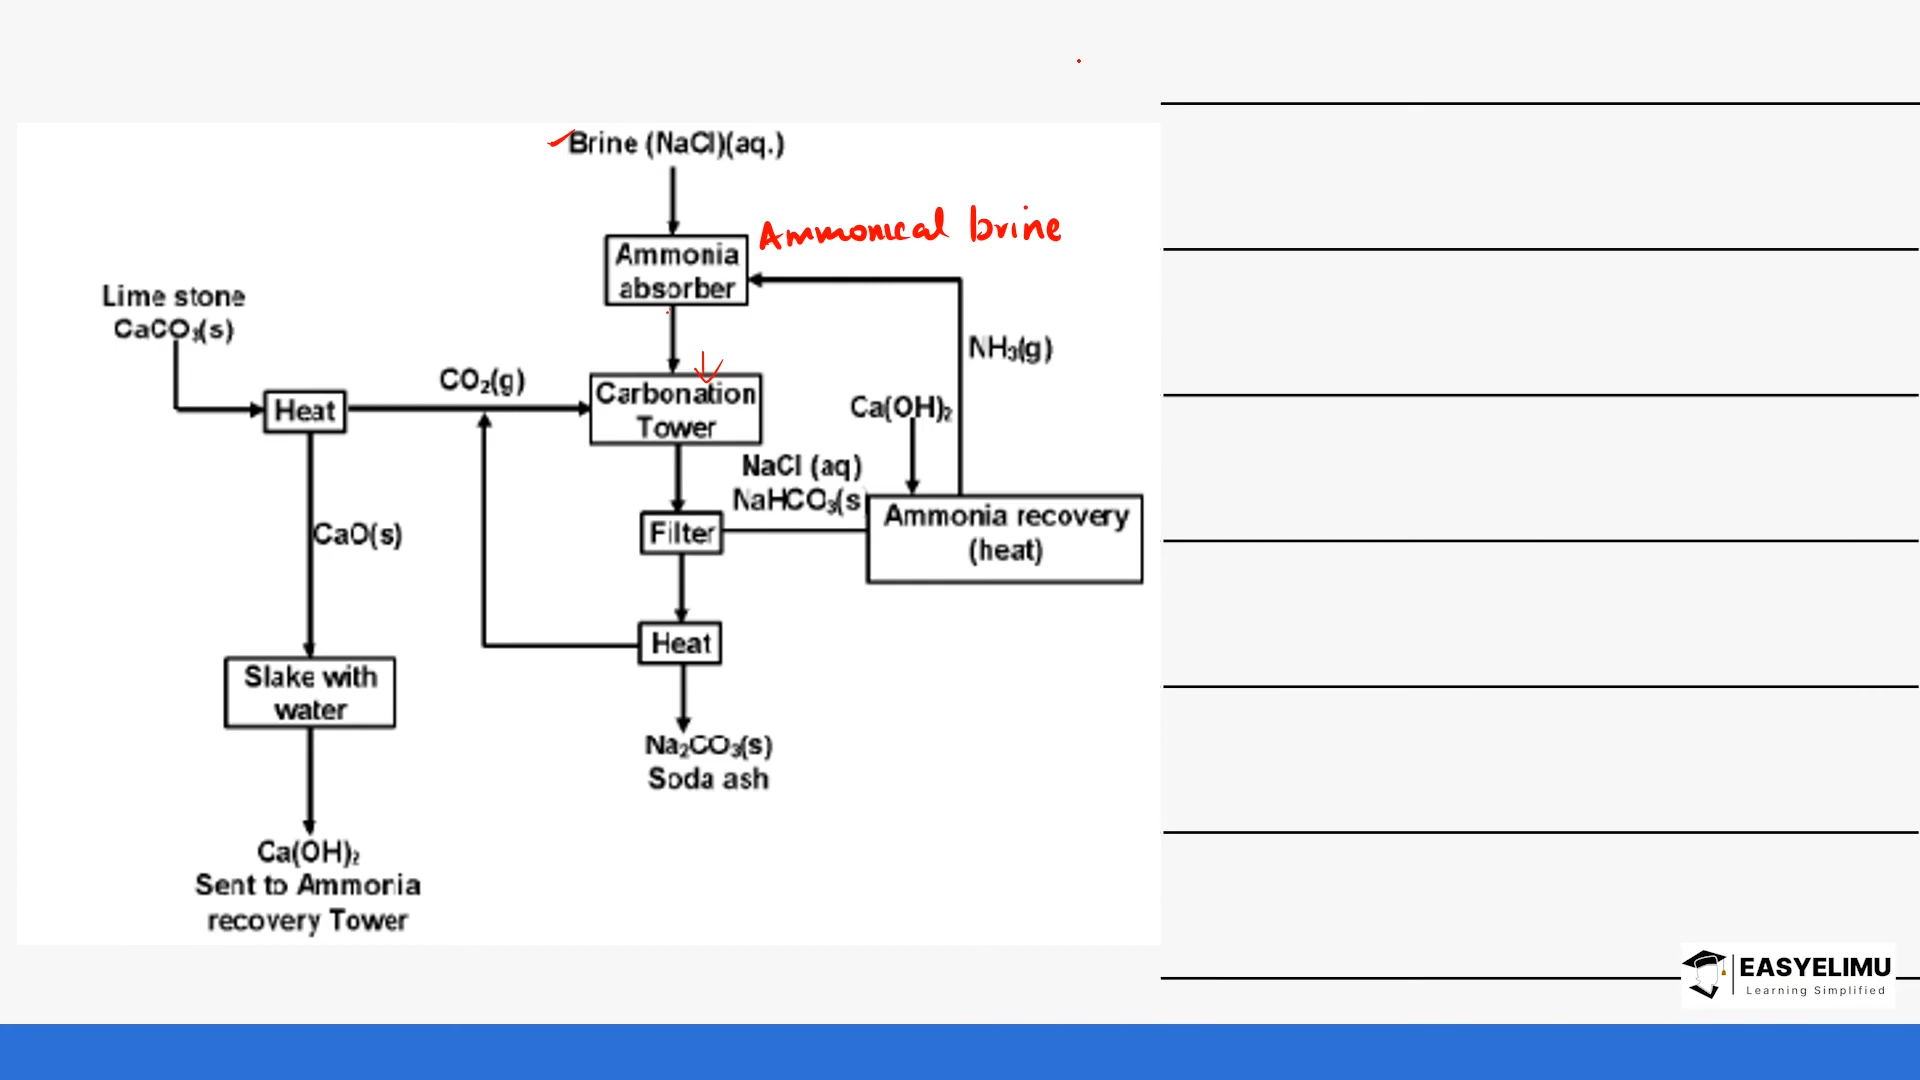 Brine (NaCl)(aq.)
Ammonical brine
Ammonia
absorber
Lime stone
CaCO₃(s)
NH₃(g)
CO₂(g)
Heat
Carbonation
Tower
Ca(OH)₂
NaCl (aq)
NaHCO₃(s
Filter
Ammonia recovery
(heat)
CaO(s)
Heat
Slake with
water
Na₂CO₃(s)
Soda ash
Ca(OH)₂
Sent to Ammonia
recovery Tower
EASYELIMU
Learning Simplified